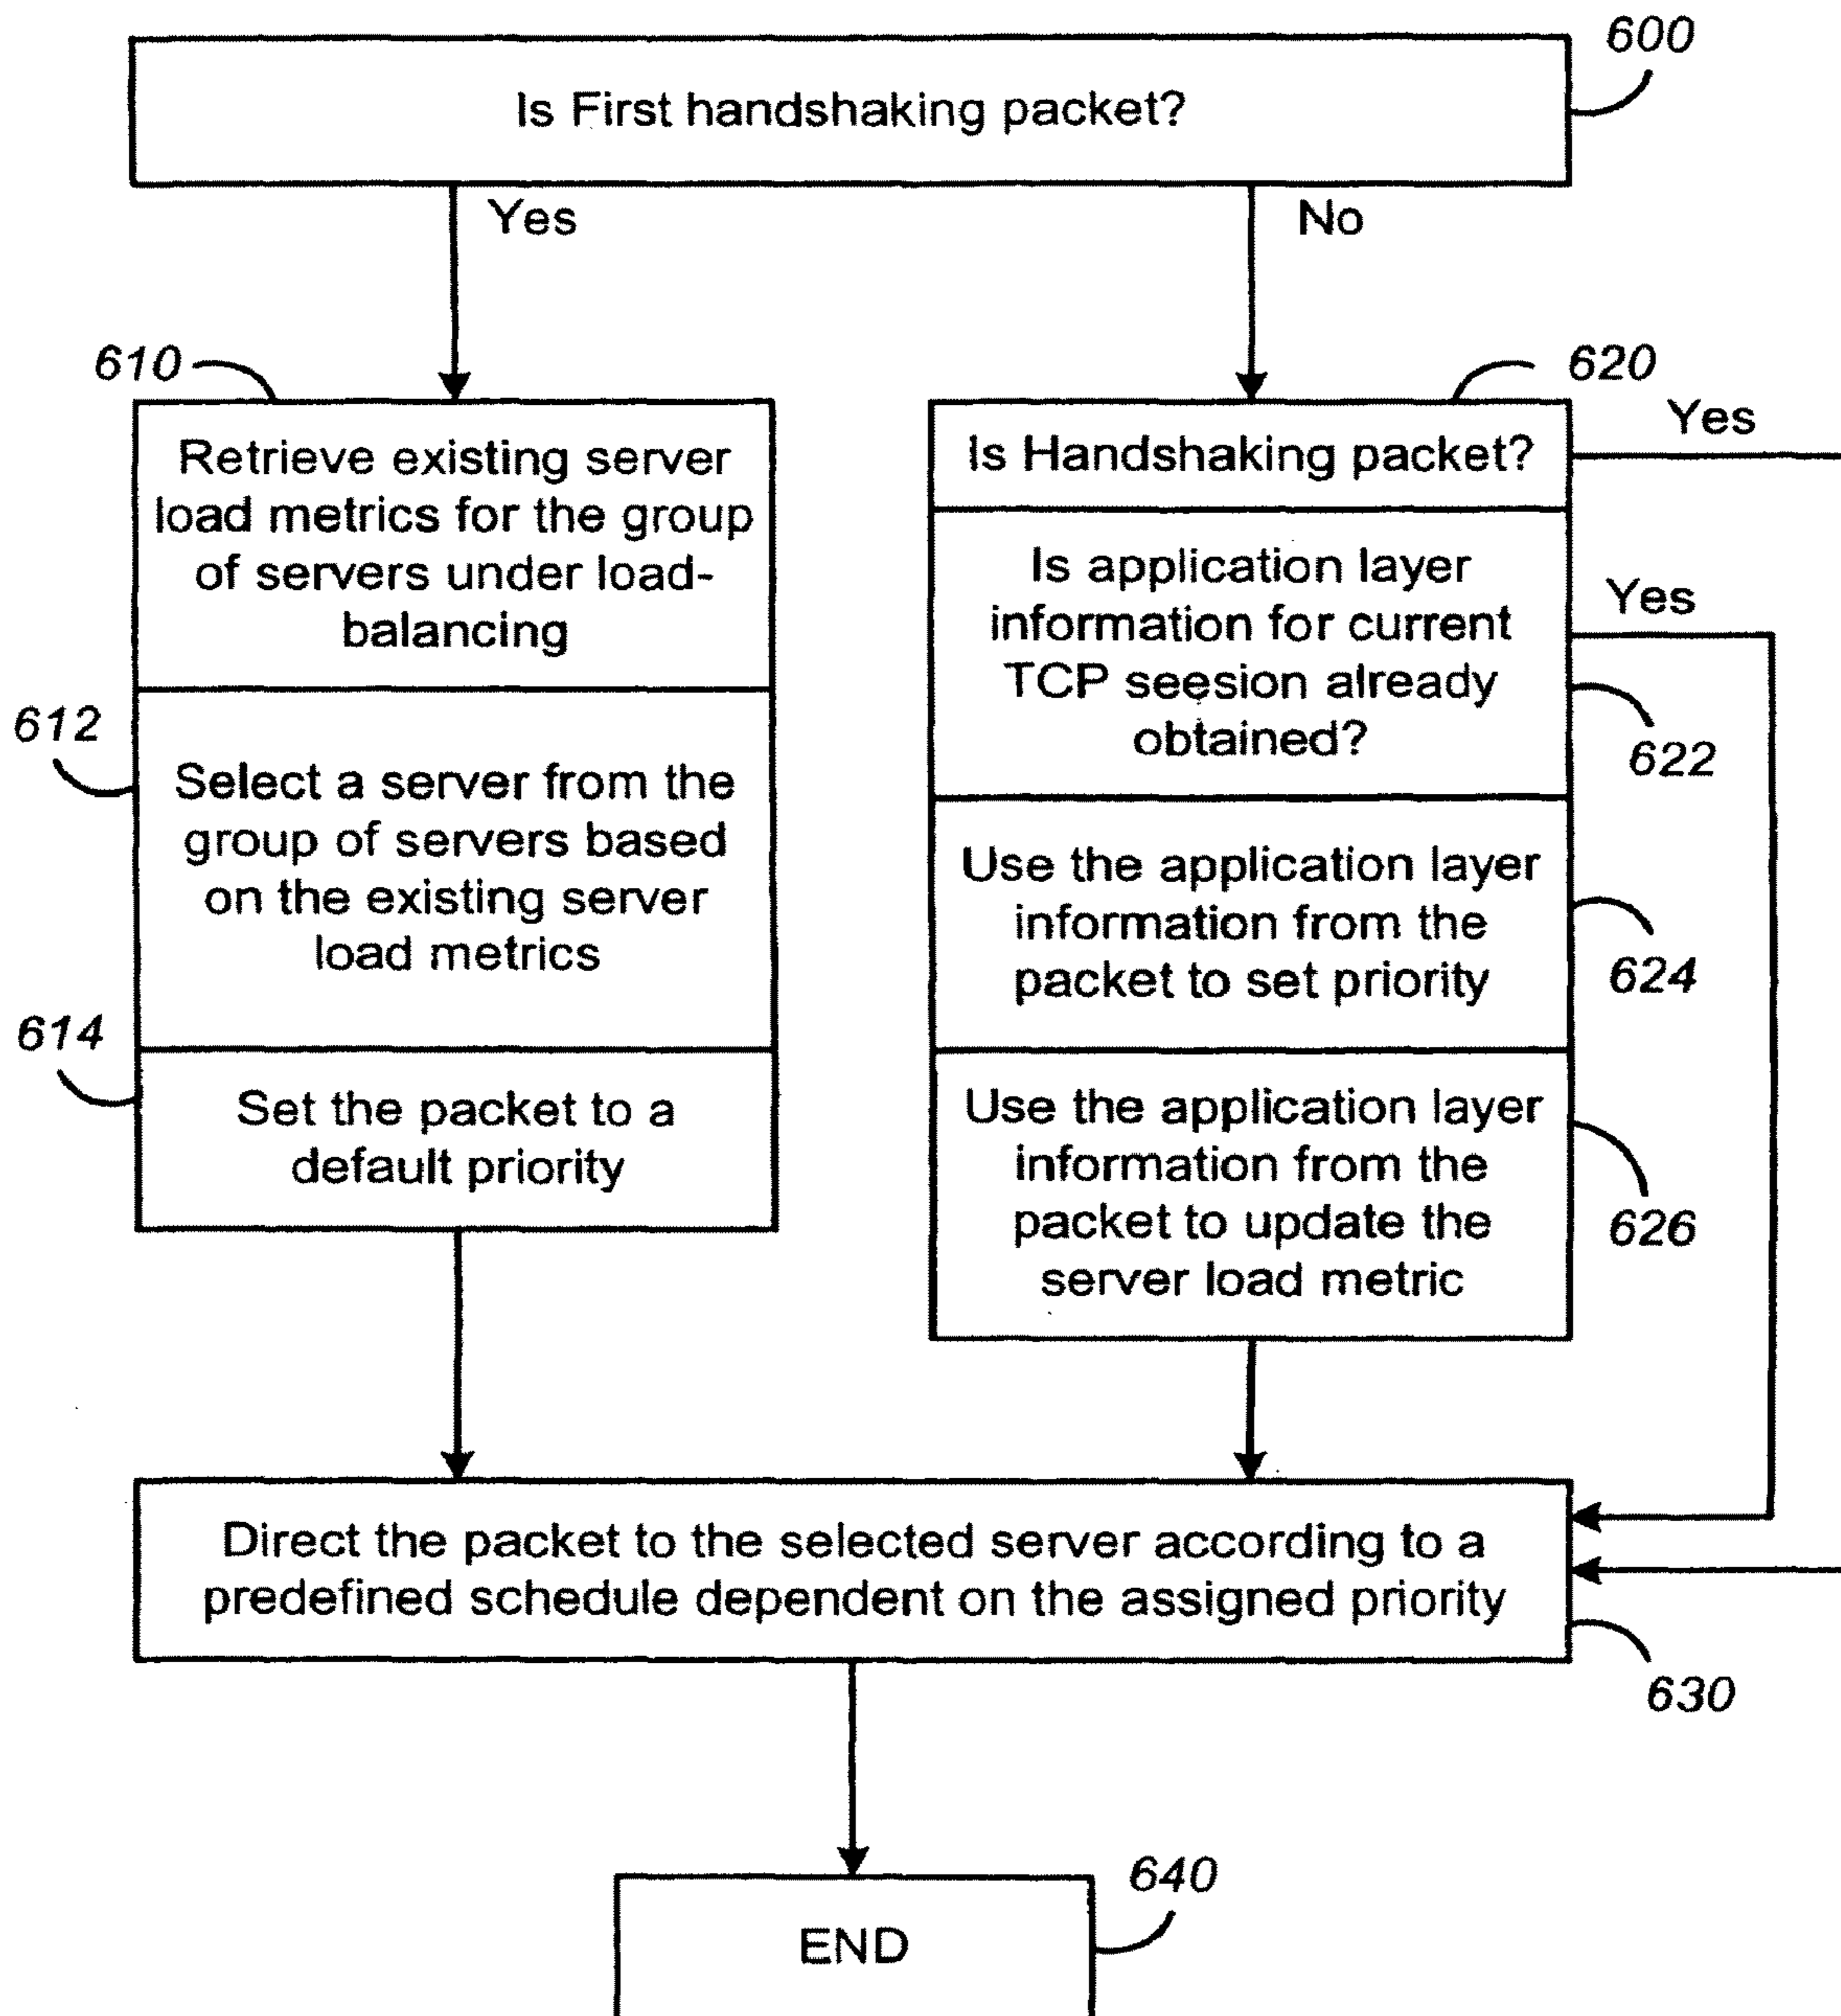 600
Is First handshaking packet?
Yes
No
610
Retrieve existing server
load metrics for the group
of servers under load-
balancing
612
Select a server from the
group of servers based
on the existing server
load metrics
614
Set the packet to a
default priority
620
Is Handshaking packet?
Yes
Is application layer
information for current
TCP seesion already
obtained?
Yes
622
Use the application layer
information from the
packet to set priority
624
Use the application layer
information from the
packet to update the
server load metric
626
Direct the packet to the selected server according to a
predefined schedule dependent on the assigned priority
630
640
END